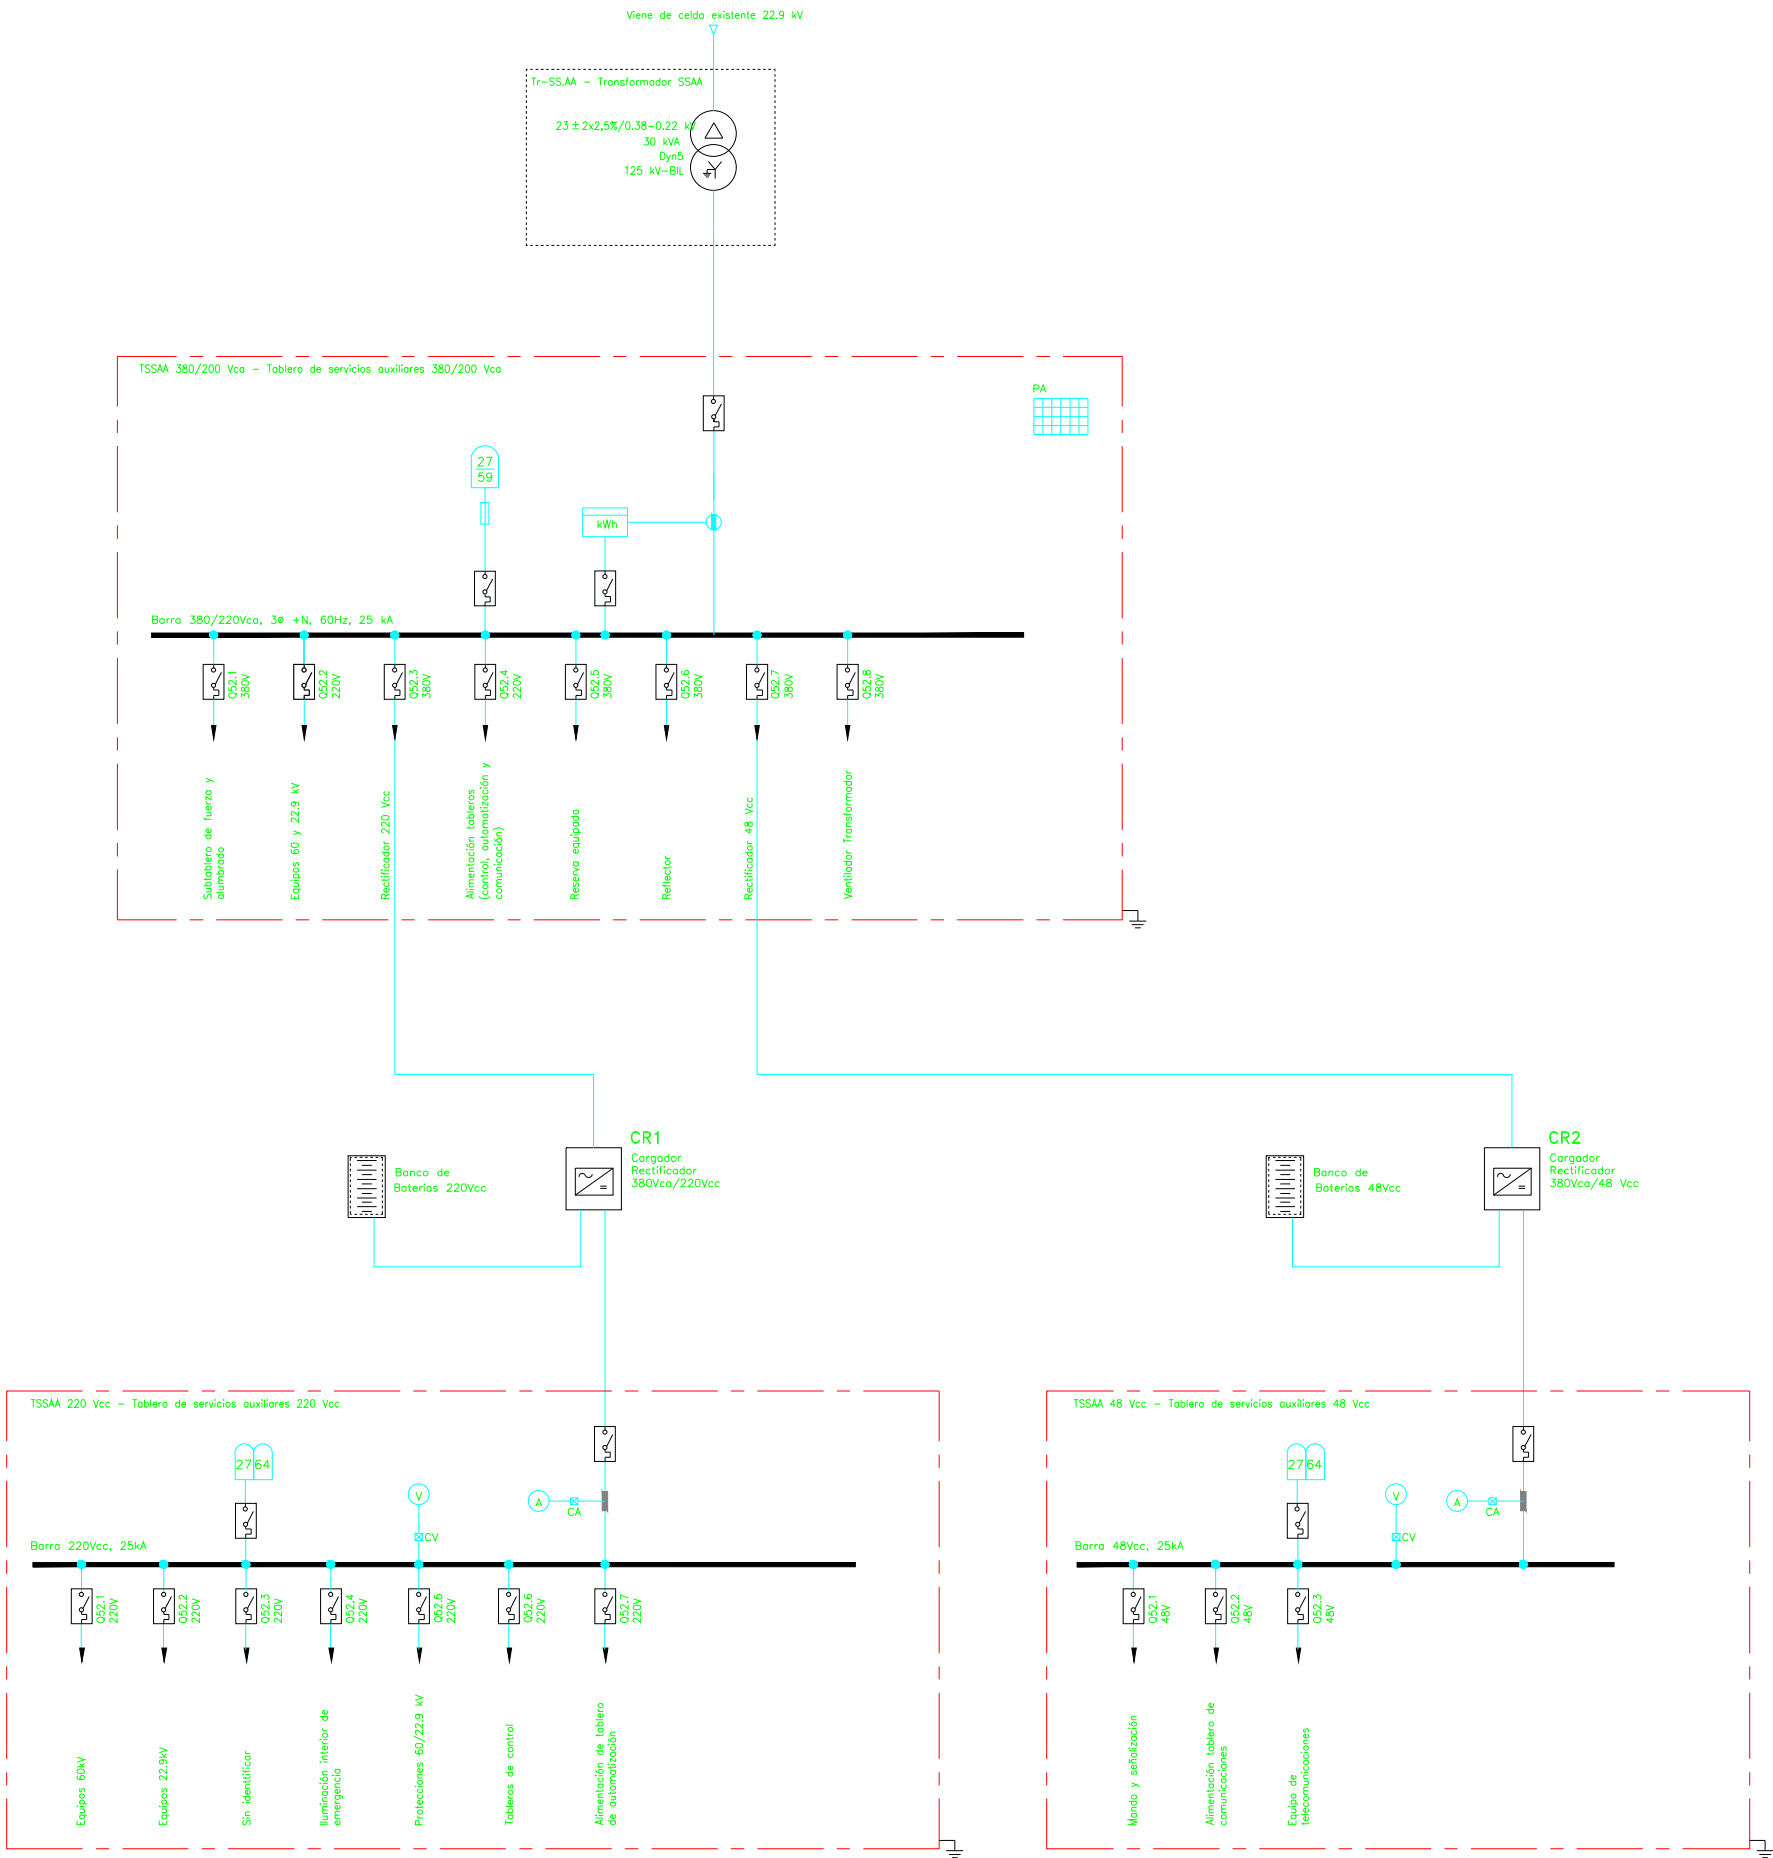 Viene de celda existente 22.9 kV
Tr-SS.AA - Transformador SSAA
23 ± 2x2,5%/0.38-0.22 kV
30 kVA
Dyn5
125 kV-BIL
TSSAA 380/200 Vca - Tablero de servicios auxiliares 380/200 Vca
PA
27
59
kWh
Barra 380/220Vca, 3ø +N, 60Hz, 25 kA
Q52.1
380V
Q52.2
220V
Q52.3
380V
Q52.4
220V
Q52.5
380V
Q52.6
380V
Q52.7
380V
Q52.8
380V
Subtablero de fuerza y
alumbrado
Equipos 60 y 22.9 kV
Rectificador 220 Vcc
Alimentación tableros
(control, automatización y
comunicación)
Reserva equipado
Reflector
Rectificador 48 Vcc
Ventilador Transformador
CR1
Cargador
Rectificador
380Vca/220Vcc
Banco de
Baterias 220Vcc
CR2
Cargador
Rectificador
380Vca/48 Vcc
Banco de
Baterias 48Vcc
TSSAA 220 Vcc - Tablero de servicios auxiliares 220 Vcc
27 64
V
CV
A
CA
Barra 220Vcc, 25kA
Q52.1
220V
Q52.2
220V
Q52.3
220V
Q52.4
220V
Q52.5
220V
Q52.6
220V
Q52.7
220V
Equipos 60kV
Equipos 22.9kV
Sin identtificar
Iluminación interior de
emergencia
Protecciones 60/22.9 kV
Tableros de control
Alimentación de tablero
de automatización
TSSAA 48 Vcc - Tablero de servicios auxiliares 48 Vcc
27 64
V
CV
A
CA
Barra 48Vcc, 25kA
Q52.1
48V
Q52.2
48V
Q52.3
48V
Mando y señalización
Alimentación tablero de
comunicaciones
Equipo de
telecomunicaciones